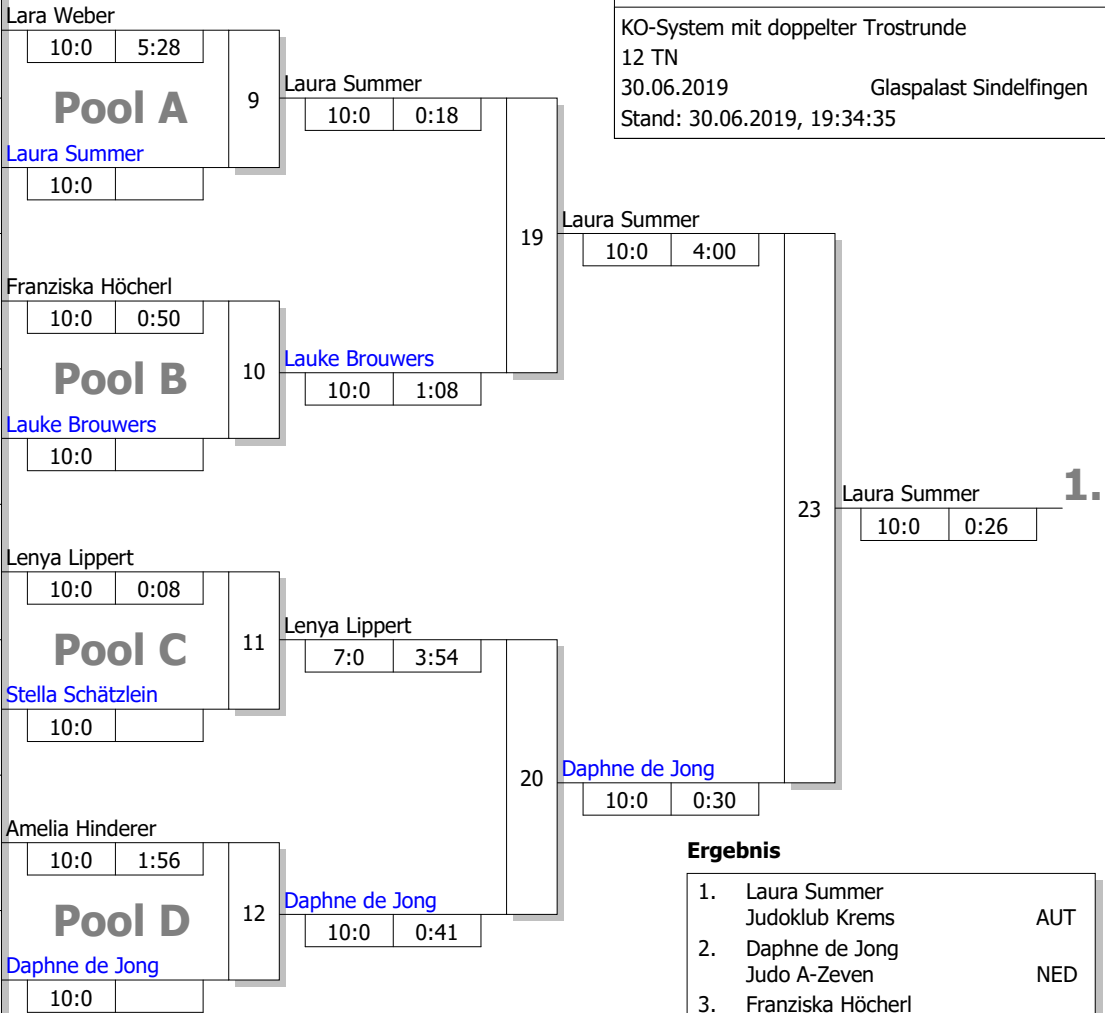 Lara Weber
10:0 5:28
Pool A
9
Laura Summer
10:0
Laura Summer
10:0 0:18
KO-System mit doppelter Trostrunde
12 TN
30.06.2019 Glaspalast Sindelfingen
Stand: 30.06.2019, 19:34:35
19
Laura Summer
10:0 4:00
Franziska Höcherl
10:0 0:50
Pool B
10
Lauke Brouwers
10:0
Lauke Brouwers
10:0 1:08
23
Laura Summer
10:0 0:26
1.
Lenya Lippert
10:0 0:08
Pool C
11
Stella Schätzlein
10:0
Lenya Lippert
7:0 3:54
20
Daphne de Jong
10:0 0:30
Amelia Hinderer
10:0 1:56
Pool D
12
Daphne de Jong
10:0
Daphne de Jong
10:0 0:41
Ergebnis
1. Laura Summer
Judoklub Krems AUT
2. Daphne de Jong
Judo A-Zeven NED
3. Franziska Höcherl